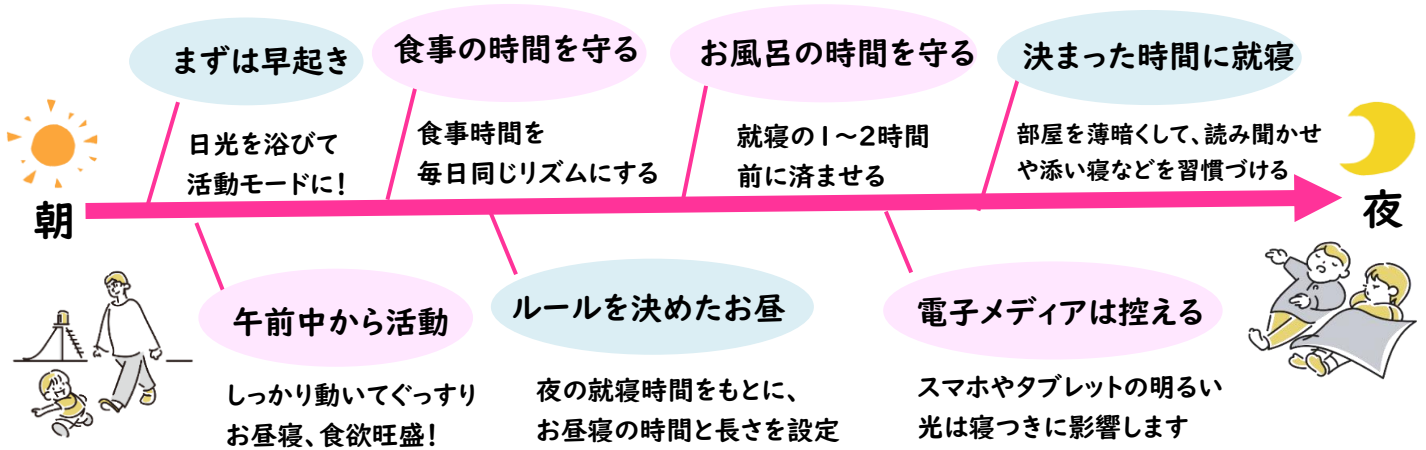 朝
まずは早起き
日光を浴びて
活動モードに!
午前中から活動
しっかり動いてぐっすり
お昼寝、食欲旺盛!
食事の時間を守る
食事時間を
毎日同じリズムにする
ルールを決めたお昼
夜の就寝時間をもとに、
お昼寝の時間と長さを設定
お風呂の時間を守る
就寝の1〜2時間
前に済ませる
電子メディアは控える
スマホやタブレットの明るい
光は寝つきに影響します
決まった時間に就寝
部屋を薄暗くして、読み聞かせ
や添い寝などを習慣づける
夜